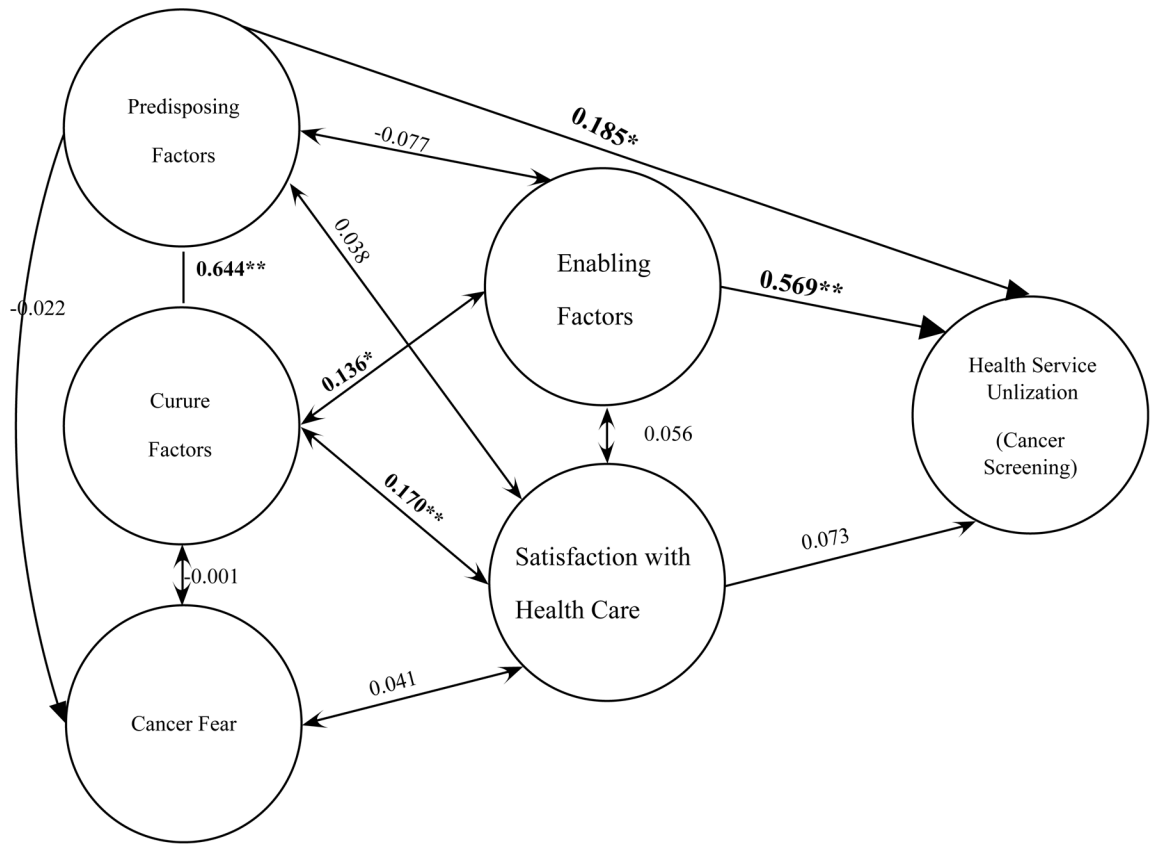 Predisposing
Factors
0.185*
-0.077
0.038
0.644**
-0.022
Enabling
Factors
0.569**
Health Service
Unlization
(Cancer
Screening)
Curure
Factors
0.136*
0.170**
0.056
-0.001
Satisfaction with
Health Care
0.073
0.041
Cancer Fear